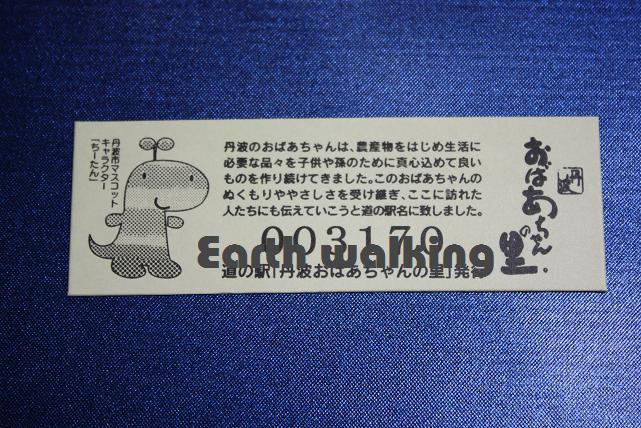 丹波市マスコット
キャラクター
「ちーたん」
丹波のおばあちゃんは、農産物をはじめ生活に
必要な品々を子供や孫のために真心込めて良い
ものを作り続けてきました。このおばあちゃんの
ぬくもりややさしさを受け継ぎ、ここに訪れた
人たちにも伝えていこうと道の駅名に致しました。
003170
Earth walking
道の駅「丹波おばあちゃんの里」発行
丹波
おばあちゃんの里